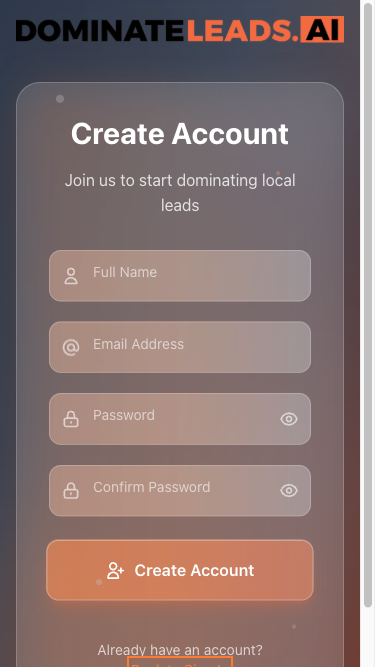 DOMINATELEADS.AI
Create Account
Join us to start dominating local
leads
Full Name
Email Address
Password
Confirm Password
Create Account
Already have an account?